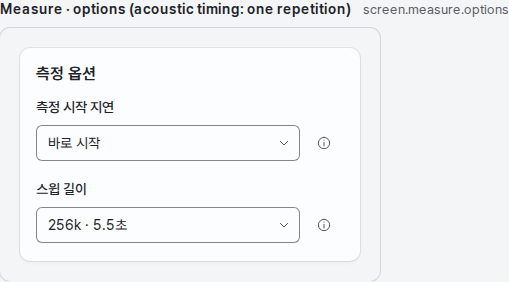 Measure · options (acoustic timing: one repetition) screen.measure.options
측정 옵션
측정 시작 지연
바로 시작
스윕 길이
256k · 5.5초